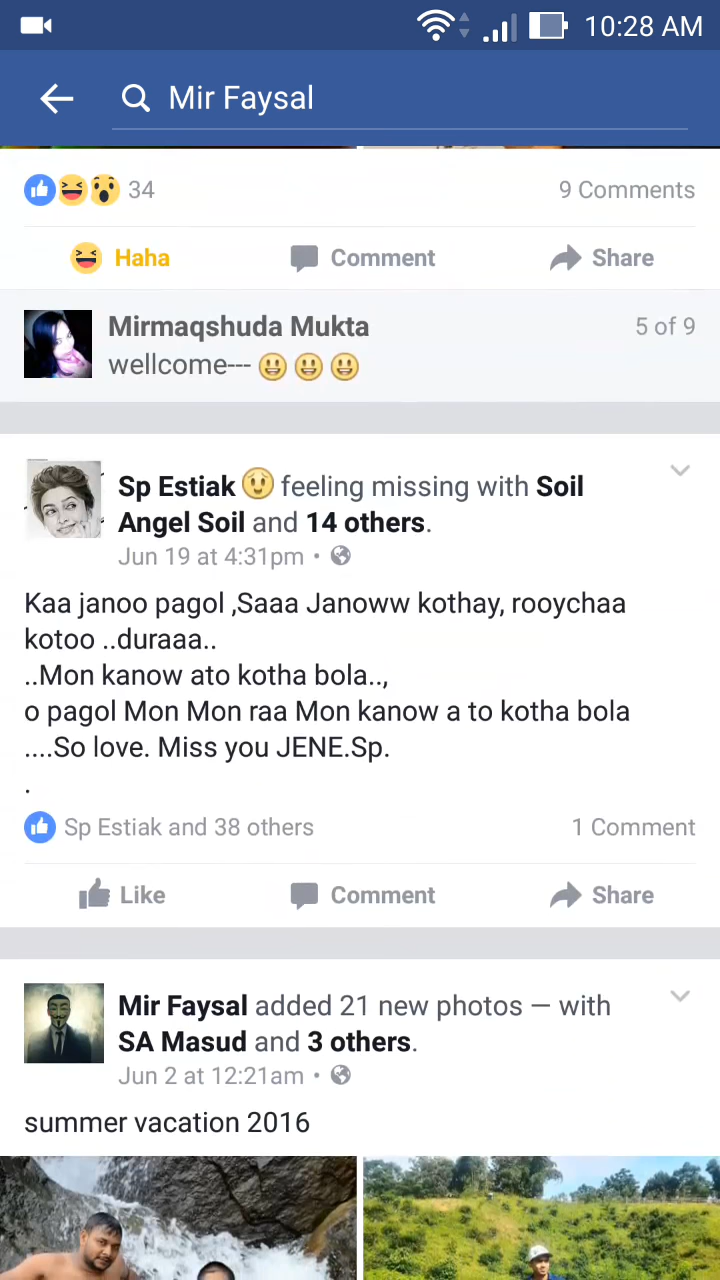 10:28 AM
Mir Faysal
34
9 Comments
Haha
Comment
Share
Mirmaqshuda Mukta
5 of 9
wellcome--- 😃 😃 😃
Sp Estiak 😲 feeling missing with Soil
Angel Soil and 14 others.
Jun 19 at 4:31pm •
Kaa janoo pagol ,Saaa Janoww kothay, rooychaa
kotoo ..duraaa..
..Mon kanow ato kotha bola..,
o pagol Mon Mon raa Mon kanow a to kotha bola
....So love. Miss you JENE.Sp.
.
Sp Estiak and 38 others
1 Comment
Like
Comment
Share
Mir Faysal added 21 new photos — with
SA Masud and 3 others.
Jun 2 at 12:21am •
summer vacation 2016